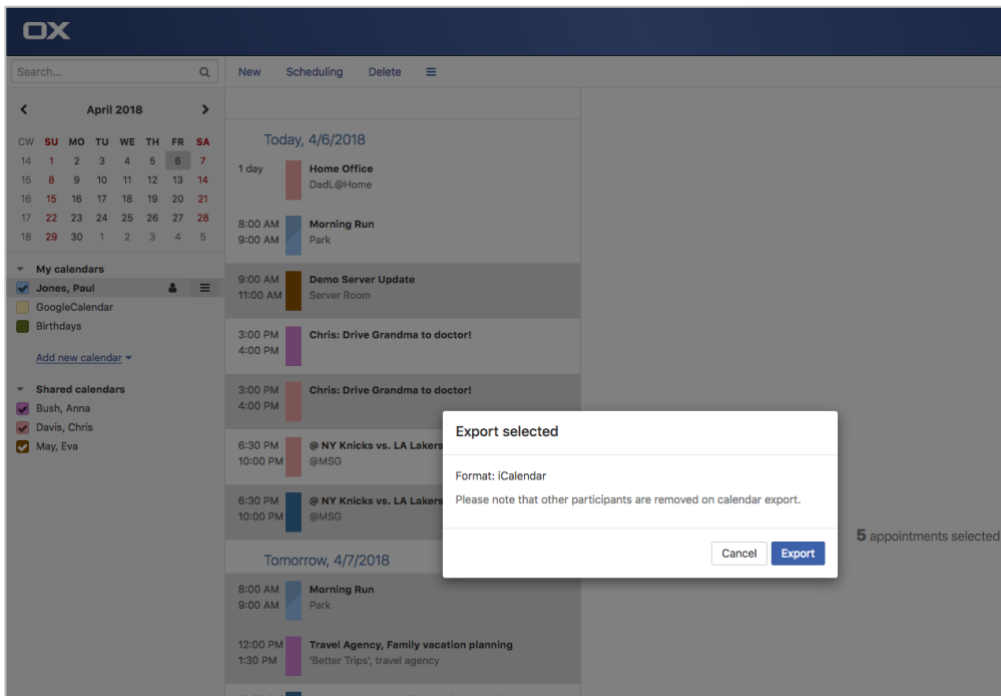 OX
Search...
New Scheduling Delete
April 2018
CW SU MO TU WE TH FR SA
14 1 2 3 4 5 6 7
15 8 9 10 11 12 13 14
16 15 16 17 18 19 20 21
17 22 23 24 25 26 27 28
18 29 30 1 2 3 4 5
My calendars
Jones, Paul
GoogleCalendar
Birthdays
Add new calendar
Shared calendars
Bush, Anna
Davis, Chris
May, Eva
Today, 4/6/2018
1 day Home Office
DadL@Home
8:00 AM Morning Run
9:00 AM Park
9:00 AM Demo Server Update
11:00 AM Server Room
3:00 PM Chris: Drive Grandma to doctor!
4:00 PM
3:00 PM Chris: Drive Grandma to doctor!
4:00 PM
6:30 PM @ NY Knicks vs. LA Lakers
10:00 PM @MSG
6:30 PM @ NY Knicks vs. LA Lakers
10:00 PM @MSG
Tomorrow, 4/7/2018
8:00 AM Morning Run
9:00 AM Park
12:00 PM Travel Agency, Family vacation planning
1:30 PM 'Better Trips', travel agency
Export selected
Format: iCalendar
Please note that other participants are removed on calendar export.
Cancel Export
5 appointments selected